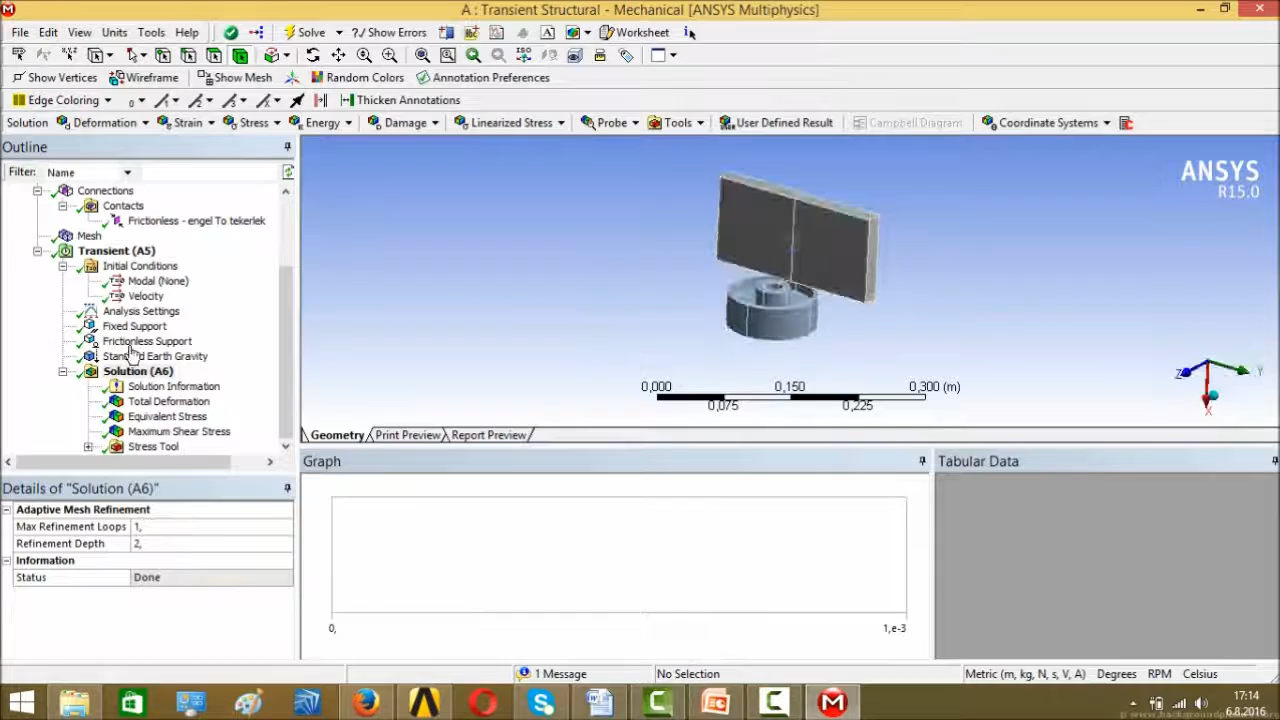 A : Transient Structural - Mechanical [ANSYS Multiphysics]
File Edit View Units Tools Help Solve ?/Show Errors Worksheet
Show Vertices Wireframe Show Mesh Random Colors Annotation Preferences
Edge Coloring Thicken Annotations
Solution Deformation Strain Stress Energy Damage Linearized Stress Probe Tools User Defined Result Campbell Diagram Coordinate Systems
Outline
Filter: Name
Connections
Contacts
Frictionless - engel To tekerlek
Mesh
Transient (A5)
Initial Conditions
Modal (None)
Velocity
Analysis Settings
Fixed Support
Frictionless Support
Standard Earth Gravity
Solution (A6)
Solution Information
Total Deformation
Equivalent Stress
Maximum Shear Stress
Stress Tool
ANSYS
R15.0
0,000 0,150 0,300 (m)
0,075 0,225
Z Y
X
Geometry Print Preview Report Preview
Details of "Solution (A6)"
Adaptive Mesh Refinement
Max Refinement Loops 1,
Refinement Depth 2,
Information
Status Done
Graph
0, 1,e-3
Tabular Data
1 Message No Selection Metric (m, kg, N, s, V, A) Degrees RPM Celsius
17:14
6.8.2016